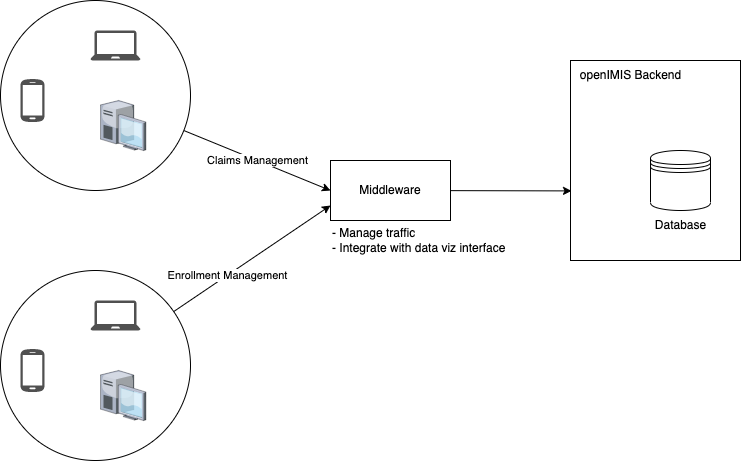 openIMIS Backend
Claims Management
Middleware
Database
- Manage traffic
- Integrate with data viz interface
Enrollment Management